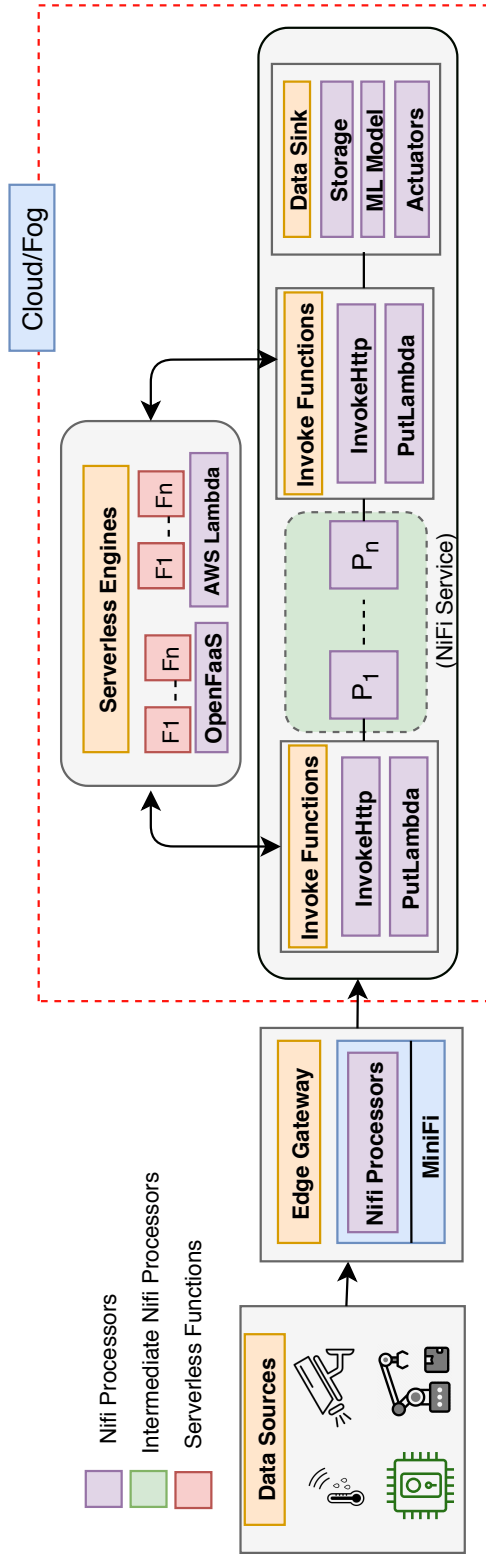 Nifi Processors
Intermediate Nifi Processors
Serverless Functions
Data Sources
Edge Gateway
Nifi Processors
MiniFi
Cloud/Fog
Serverless Engines
F1
Fn
OpenFaaS
F1
Fn
AWS Lambda
Invoke Functions
InvokeHttp
PutLambda
P1
Pn
(NiFi Service)
Invoke Functions
InvokeHttp
PutLambda
Data Sink
Storage
ML Model
Actuators